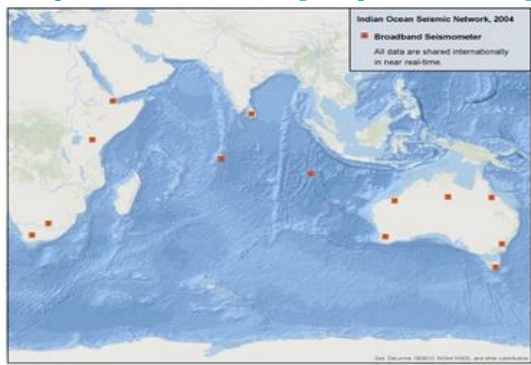 Indian Ocean Seismic Network, 2004
Broadband Seismometer
All data are shared internationally
in near real-time.